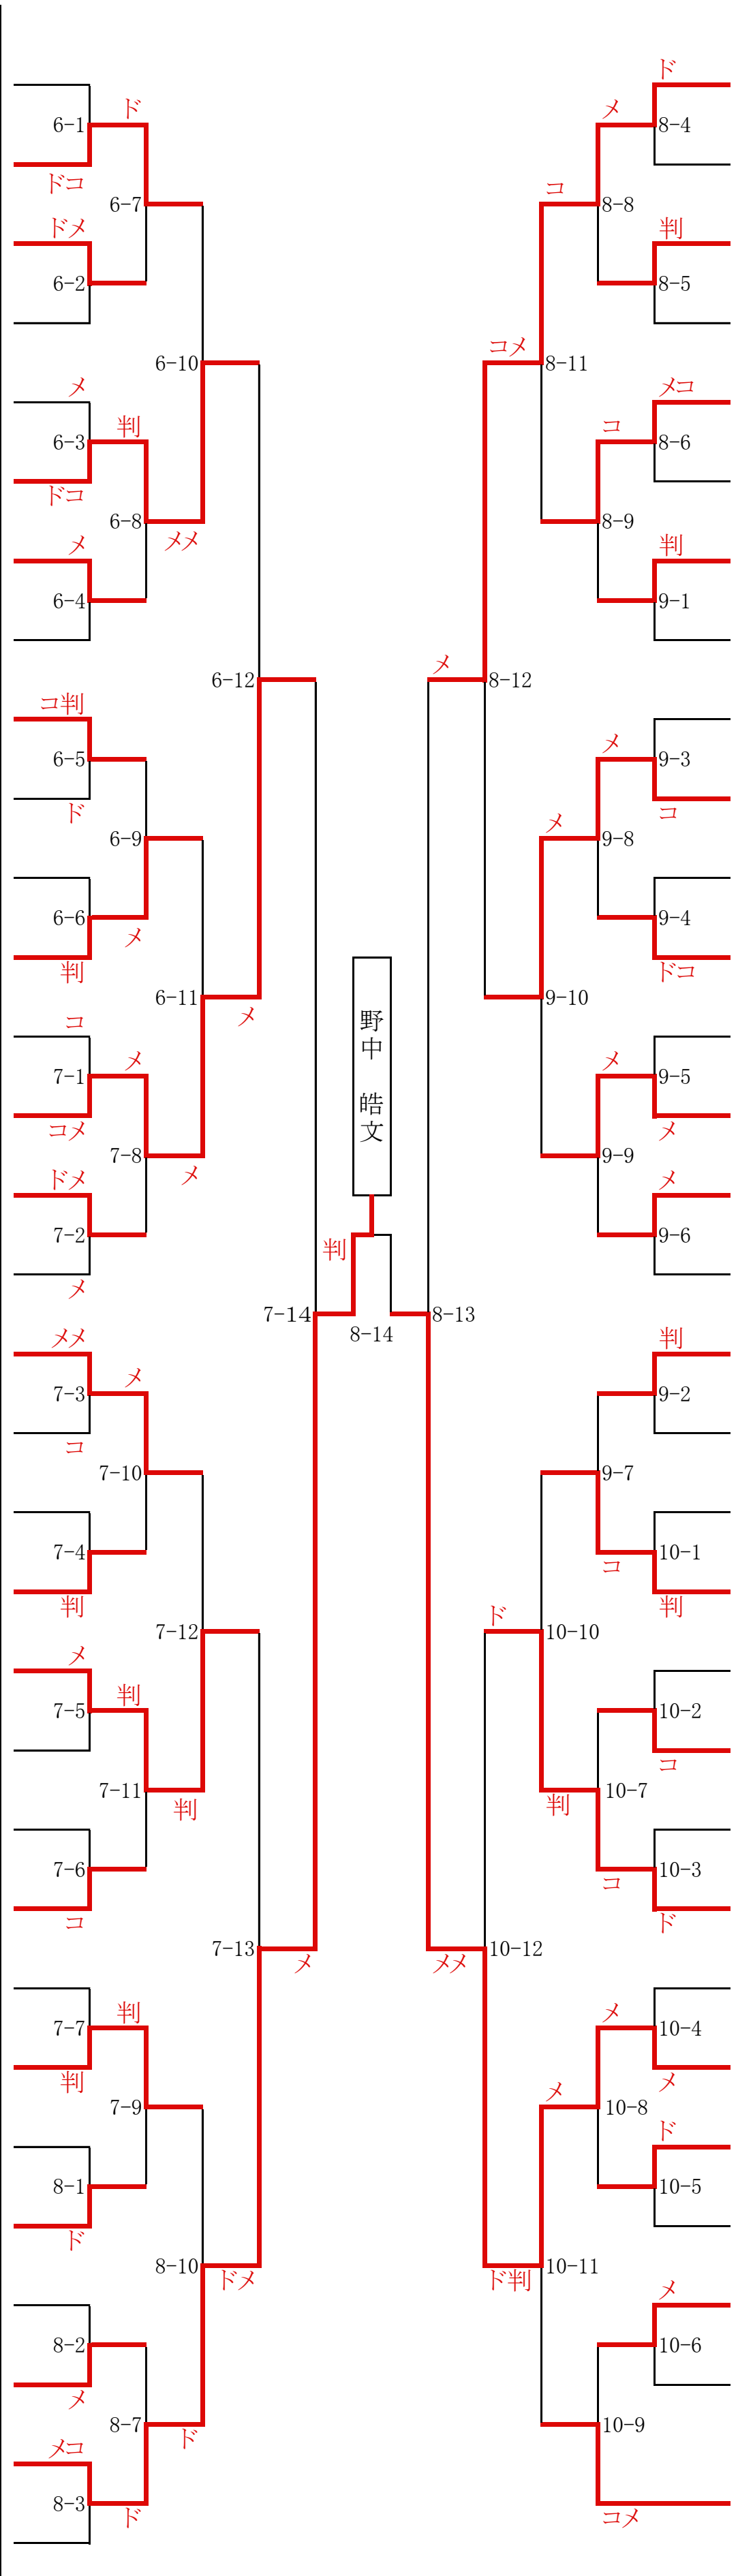 ド
ド
メ
6-1
8-4
ドコ
コ
6-7
8-8
ドメ
判
6-2
8-5
コメ
6-10
8-11
メ
メコ
判
コ
6-3
8-6
ドコ
6-8
8-9
メメ
メ
判
6-4
9-1
メ
6-12
8-12
コ判
メ
6-5
9-3
ド
コ
メ
6-9
9-8
6-6
9-4
メ
判
ドコ
6-11
9-10
メ
コ
野中 皓文
メ
メ
7-1
9-5
コメ
メ
7-8
9-9
メ
ドメ
メ
7-2
9-6
判
メ
7-14
8-13
8-14
メメ
判
メ
7-3
9-2
コ
7-10
9-7
7-4
10-1
コ
判
判
ド
7-12
10-10
メ
判
7-5
10-2
コ
7-11
10-7
判
判
7-6
10-3
コ
コ
ド
7-13
10-12
メ
メメ
判
メ
7-7
10-4
判
メ
メ
7-9
10-8
ド
8-1
10-5
ド
8-10
10-11
ドメ
ド判
メ
8-2
10-6
メ
8-7
10-9
ド
メコ
8-3
ド
コメ